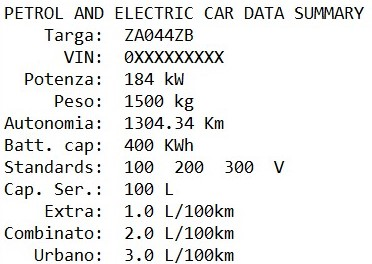 PETROL AND ELECTRIC CAR DATA SUMMARY
Targa: ZA044ZB
VIN: 0XXXXXXXXX
Potenza: 184 kW
Peso: 1500 kg
Autonomia: 1304.34 Km
Batt. cap: 400 KWh
Standards: 100 200 300 V
Cap. Ser.: 100 L
Extra: 1.0 L/100km
Combinato: 2.0 L/100km
Urbano: 3.0 L/100km